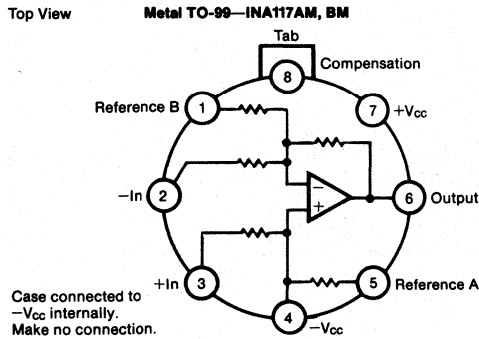 Top View
Metal TO-99—INA117AM, BM
Tab
8
Compensation
Reference B
1
7
+Vcc
−In
2
−
+
6
Output
+In
3
5
Reference A
4
−Vcc
Case connected to
−Vcc internally.
Make no connection.